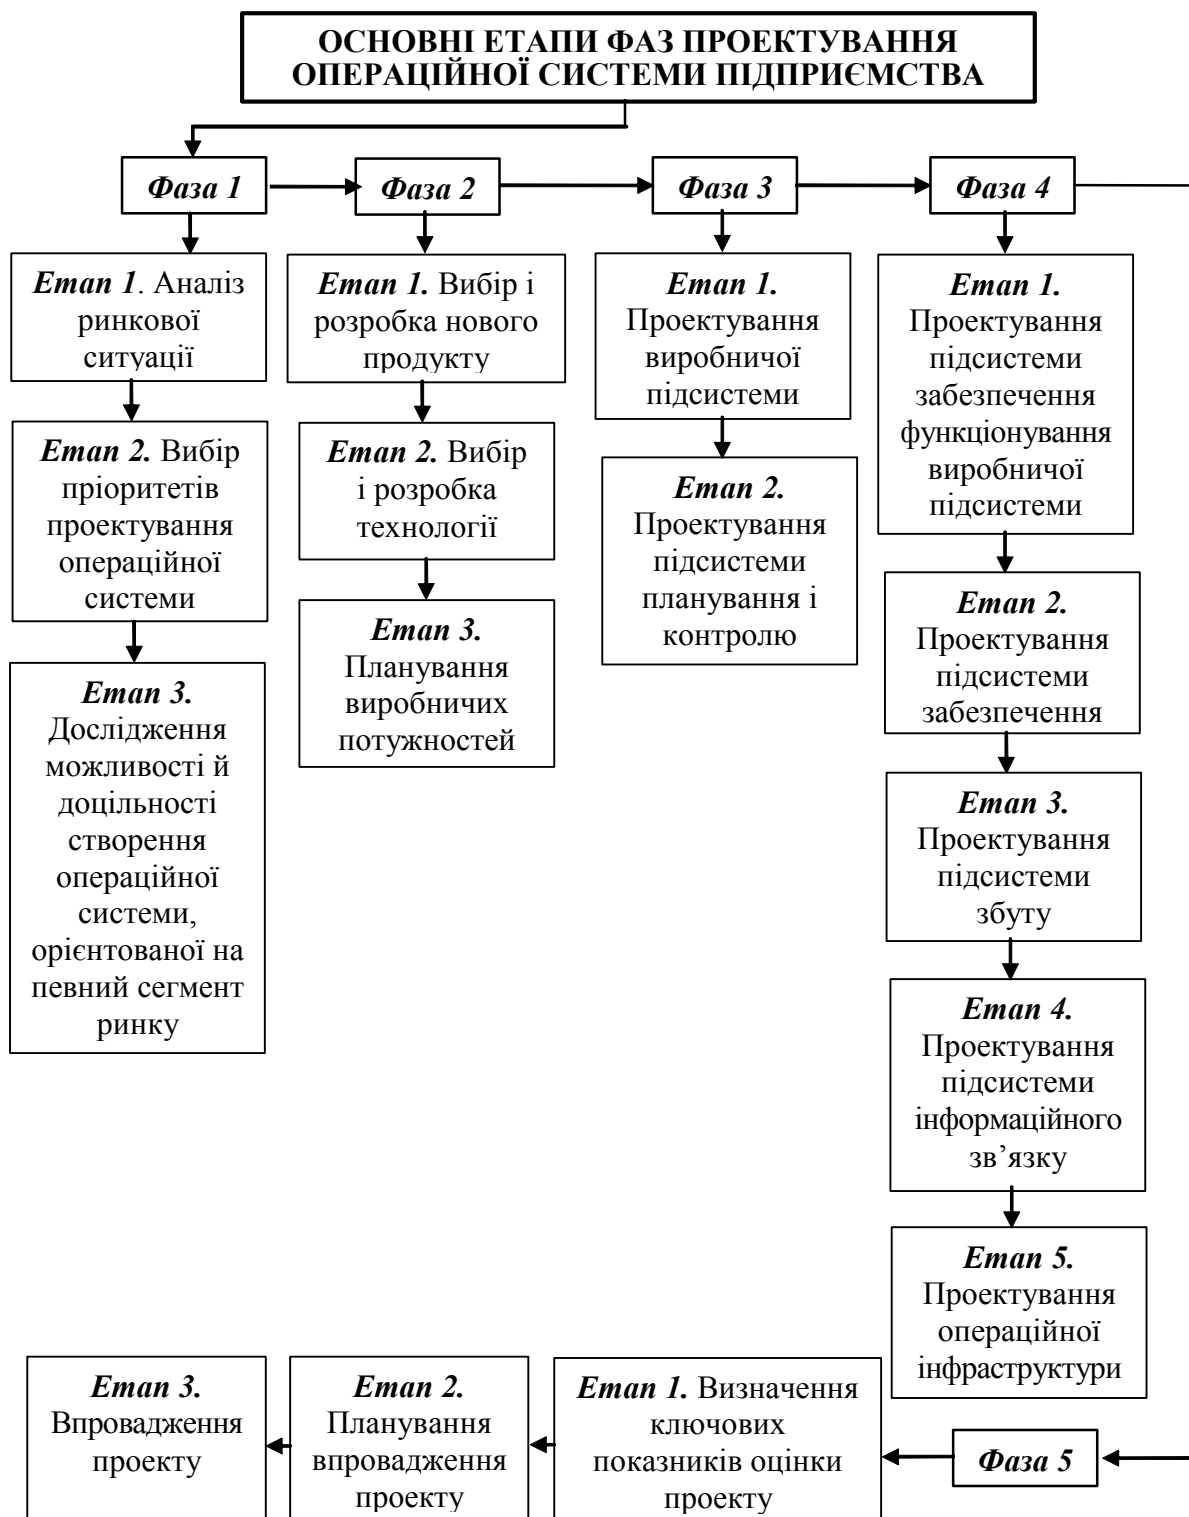 ОСНОВНІ ЕТАПИ ФАЗ ПРОЕКТУВАННЯ
ОПЕРАЦІЙНОЇ СИСТЕМИ ПІДПРИЄМСТВА
Фаза 1
Фаза 2
Фаза 3
Фаза 4
Етап 1. Аналіз
ринкової
ситуації
Етап 2. Вибір
пріоритетів
проектування
операційної
системи
Етап 3.
Дослідження
можливості й
доцільності
створення
операційної
системи,
орієнтованої на
певний сегмент
ринку
Етап 1. Вибір і
розробка нового
продукту
Етап 2. Вибір
і розробка
технології
Етап 3.
Планування
виробничих
потужностей
Етап 1.
Проектування
виробничої
підсистеми
Етап 2.
Проектування
підсистеми
планування і
контролю
Етап 1.
Проектування
підсистеми
забезпечення
функціонування
виробничої
підсистеми
Етап 2.
Проектування
підсистеми
забезпечення
Етап 3.
Проектування
підсистеми
збуту
Етап 4.
Проектування
підсистеми
інформаційного
зв’язку
Етап 5.
Проектування
операційної
інфраструктури
Фаза 5
Етап 1. Визначення
ключових
показників оцінки
проекту
Етап 2.
Планування
впровадження
проекту
Етап 3.
Впровадження
проекту